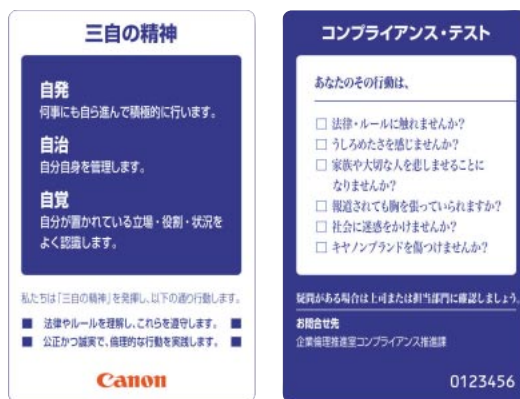 三自の精神
自発
何事にも自ら進んで積極的に行います。
自治
自分自身を管理します。
自覚
自分が置かれている立場・役割・状況を
よく認識します。
私たちは「三自の精神」を発揮し、以下の通り行動します。
■ 法律やルールを理解し、これらを遵守します。 ■
■ 公正かつ誠実で、倫理的な行動を実践します。 ■
Canon
コンプライアンス・テスト
あなたのその行動は、
□ 法律・ルールに触れませんか?
□ うしろめたさを感じませんか?
□ 家族や大切な人を悲しませることに
なりませんか?
□ 報道されても胸を張っていられますか?
□ 社会に迷惑をかけませんか?
□ キヤノンブランドを傷つけませんか?
疑問がある場合は上司または担当部門に確認しましょう。
お問合せ先
企業倫理推進室コンプライアンス推進課
0123456